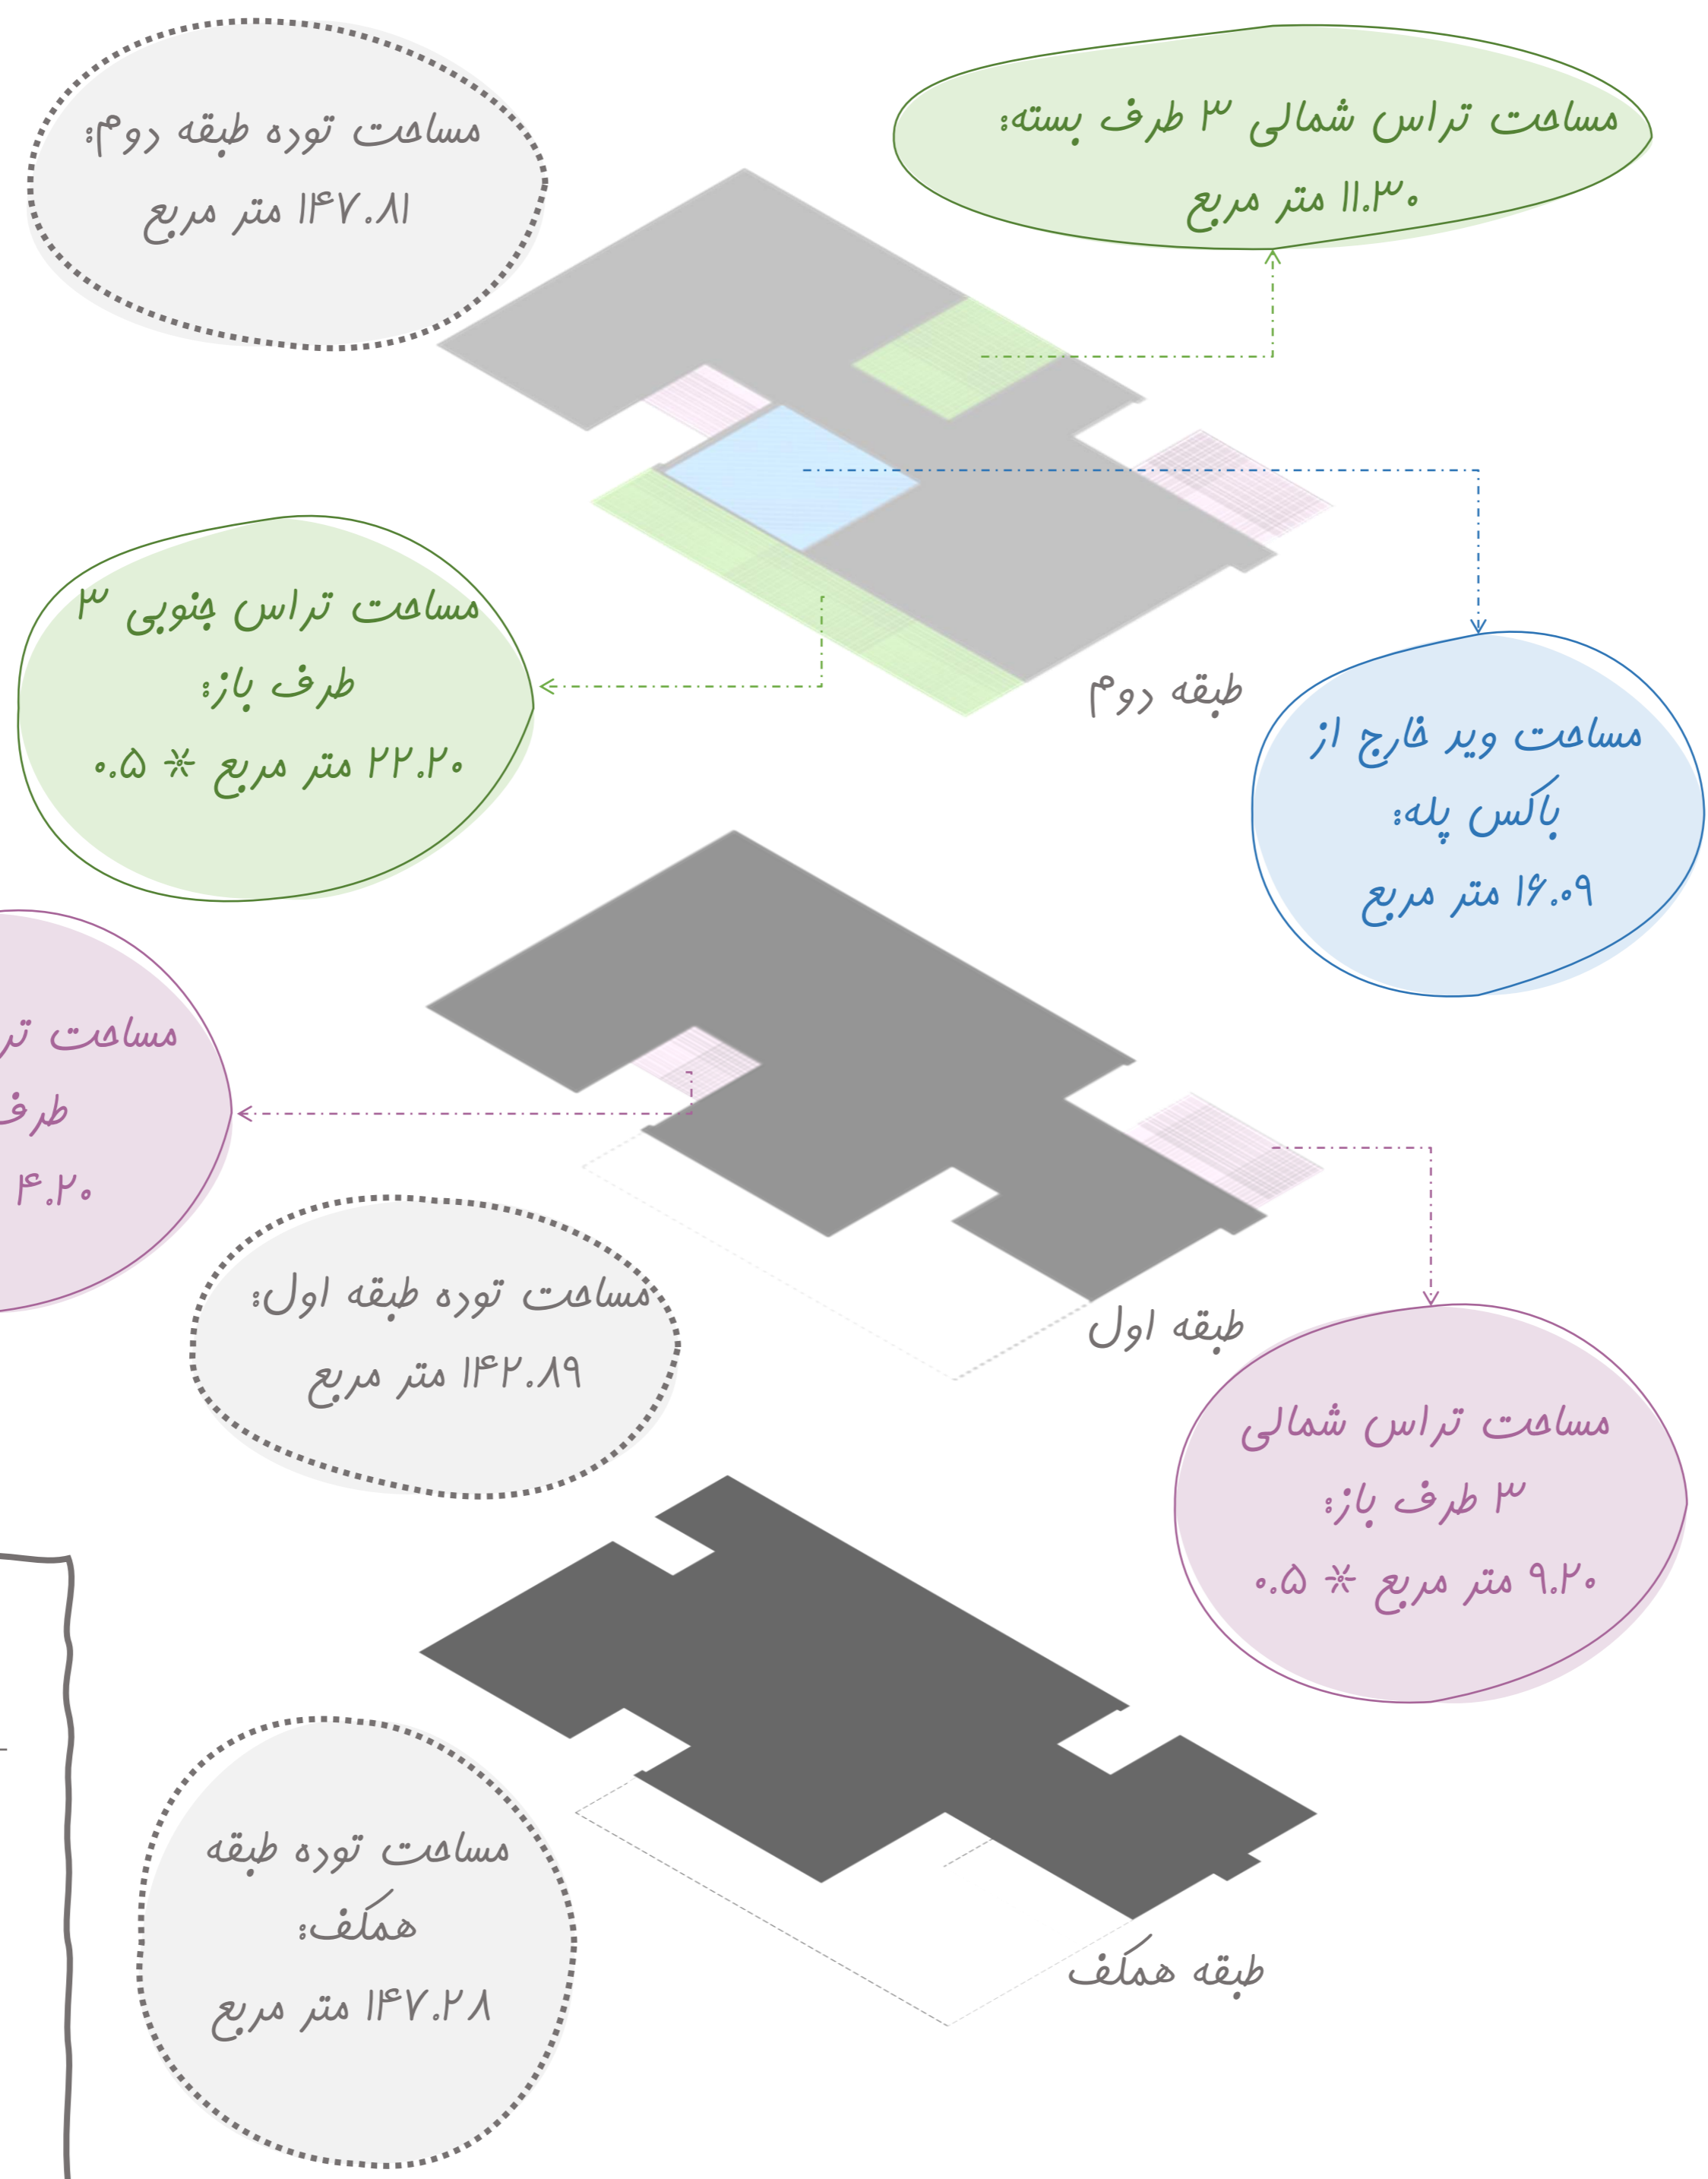 مساحت توده طبقه دوم:
۱۴۷.۸۱ متر مربع
مساحت تراس شمالی ۳ طرف بسته:
۱۱.۳۰ متر مربع
مساحت تراس جنوبی ۳
طرف باز:
۲۲.۲۰ متر مربع * ۰.۵
طبقه دوم
مساحت وید خارج از
باکس پله:
۱۶.۰۹ متر مربع
مساحت
طرف
۴.۲۰
مساحت توده طبقه اول:
۱۴۲.۸۹ متر مربع
طبقه اول
مساحت تراس شمالی
۳ طرف باز:
۹.۲۰ متر مربع * ۰.۵
مساحت توده طبقه
همکف:
۱۴۷.۲۸ متر مربع
طبقه همکف